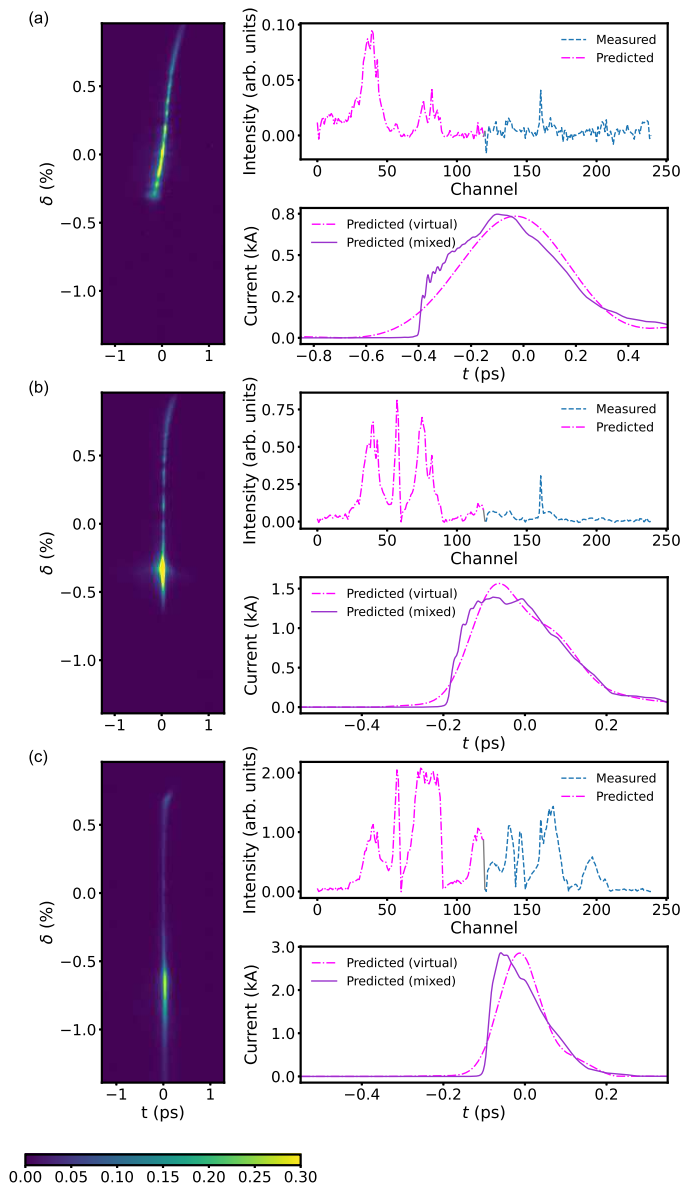 (a)
0.5
0.0
−0.5
−1.0
δ (%)
−1 0 1
0.10
0.05
0.00
Intensity (arb. units)
Measured
Predicted
0 50 100 150 200 250
Channel
0.8
0.5
0.2
0.0
Current (kA)
Predicted (virtual)
Predicted (mixed)
−0.8 −0.6 −0.4 −0.2 0.0 0.2 0.4
t (ps)
(b)
0.5
0.0
−0.5
−1.0
δ (%)
−1 0 1
0.75
0.50
0.25
0.00
Intensity (arb. units)
Measured
Predicted
0 50 100 150 200 250
Channel
1.5
1.0
0.5
0.0
Current (kA)
Predicted (virtual)
Predicted (mixed)
−0.4 −0.2 0.0 0.2
t (ps)
(c)
0.5
0.0
−0.5
−1.0
δ (%)
−1 0 1
t (ps)
2.00
1.00
0.00
Intensity (arb. units)
Measured
Predicted
0 50 100 150 200 250
Channel
3.0
2.0
1.0
0.0
Current (kA)
Predicted (virtual)
Predicted (mixed)
−0.4 −0.2 0.0 0.2
t (ps)
0.00 0.05 0.10 0.15 0.20 0.25 0.30